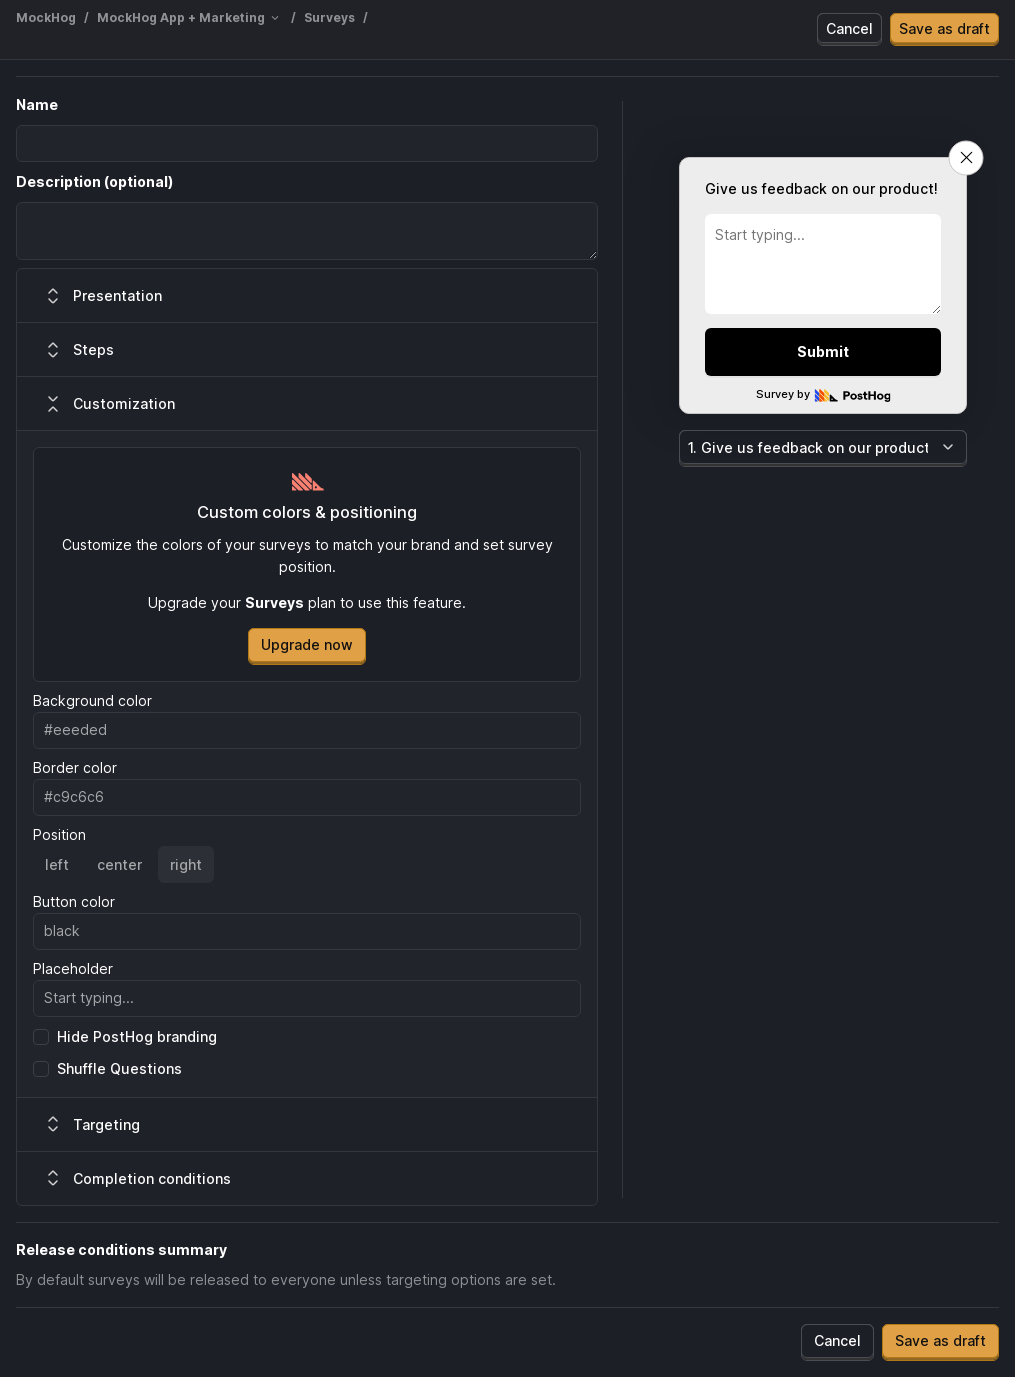 MockHog / MockHog App + Marketing / Surveys /
Cancel
Save as draft
Name
Description (optional)
Presentation
Steps
Customization
Custom colors & positioning
Customize the colors of your surveys to match your brand and set survey
position.
Upgrade your Surveys plan to use this feature.
Upgrade now
Background color
#eeeded
Border color
#c9c6c6
Position
left center right
Button color
black
Placeholder
Start typing...
Hide PostHog branding
Shuffle Questions
Targeting
Completion conditions
Give us feedback on our product!
Start typing...
Submit
Survey by PostHog
1. Give us feedback on our product
Release conditions summary
By default surveys will be released to everyone unless targeting options are set.
Cancel
Save as draft